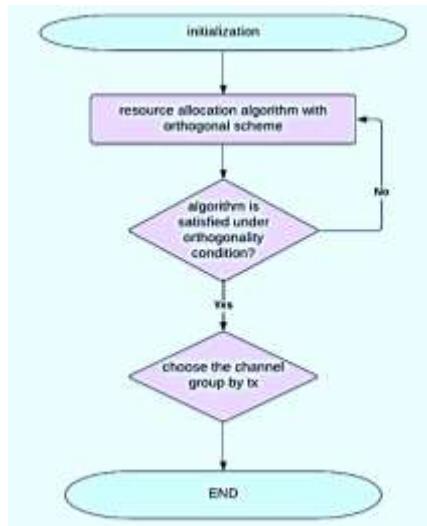 initialization
resource allocation algorithm with
orthogonal scheme
algorithm is
satisfied under
orthogonality
condition?
No
Yes
choose the channel
group by tx
END